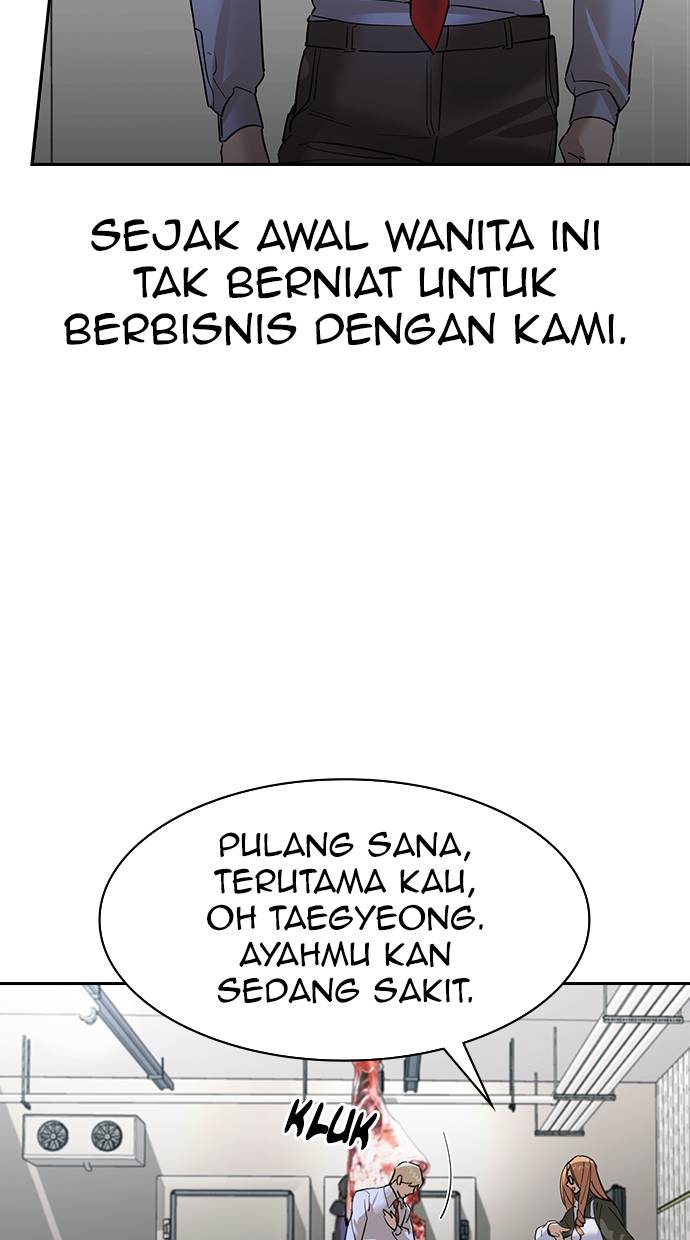 SEJAK AWAL WANITA INI
TAK BERNIAT UNTUK
BERBISNIS DENGAN KAMI.
PULANG SANA,
TERUTAMA KAU,
OH TAEGYEONG.
AYAHMU KAN
SEDANG SAKIT.
KLUK